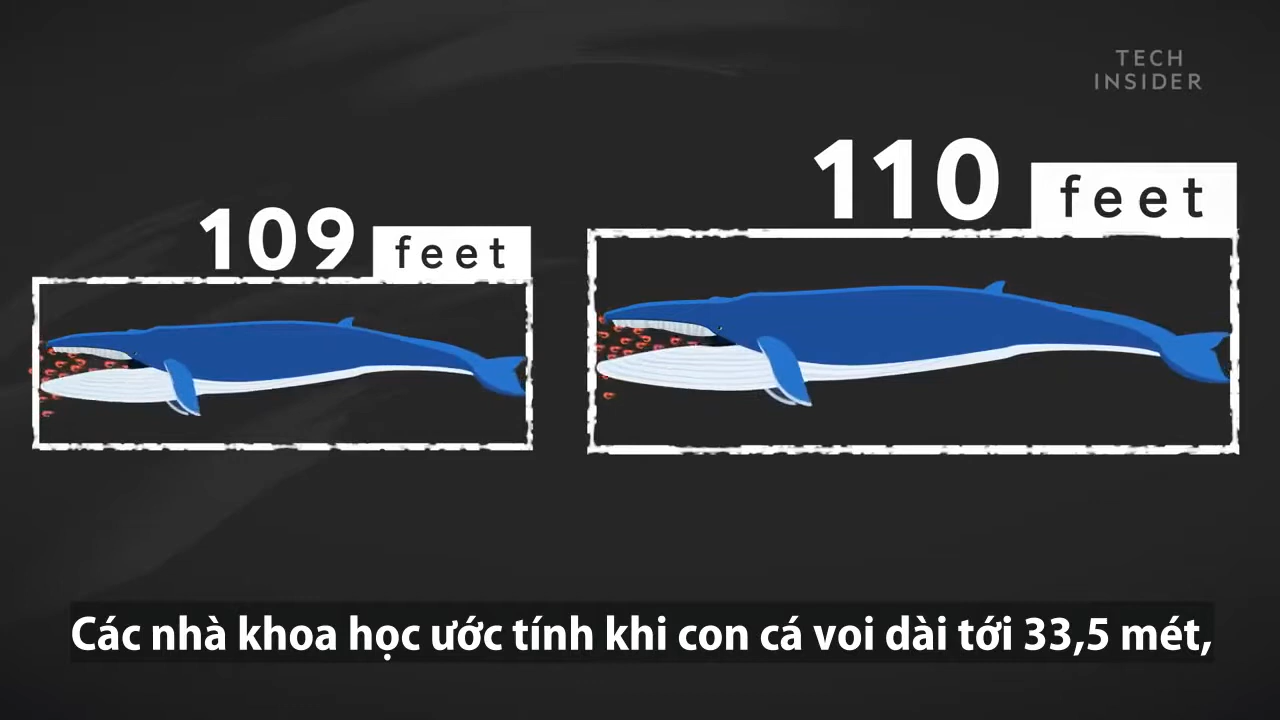 TECH
INSIDER
109 feet
110 feet
Các nhà khoa học ước tính khi con cá voi dài tới 33,5 mét,